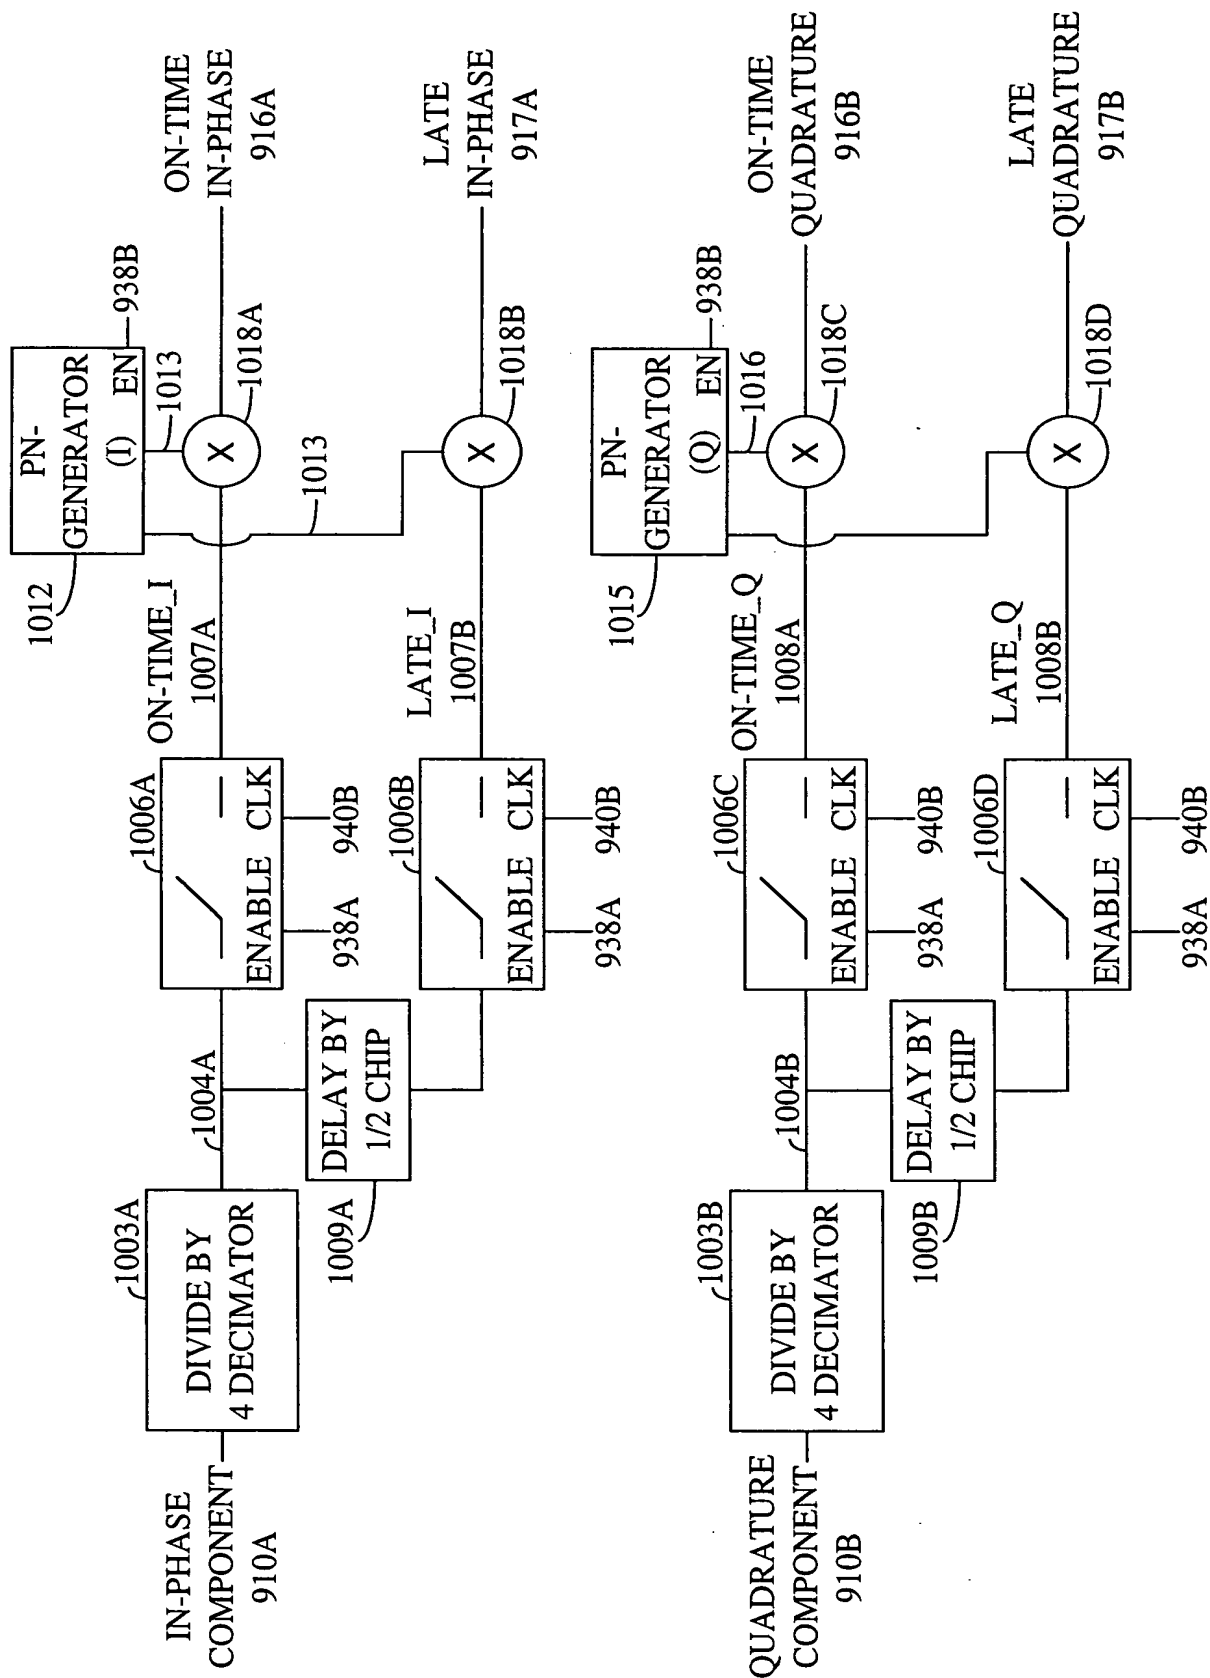 IN-PHASE
COMPONENT
910A
1003A
DIVIDE BY
4 DECIMATOR
1004A
1009A
DELAY BY
1/2 CHIP
1006A
ENABLE CLK
938A
940B
1006B
ENABLE CLK
938A
940B
ON-TIME_I
1007A
LATE_I
1007B
1012
PN-
GENERATOR
(I) EN
938B
1013
1013
X
1018A
X
1018B
ON-TIME
IN-PHASE
916A
LATE
IN-PHASE
917A
QUADRATURE
COMPONENT
910B
1003B
DIVIDE BY
4 DECIMATOR
1004B
1009B
DELAY BY
1/2 CHIP
1006C
ENABLE CLK
938A
940B
1006D
ENABLE CLK
938A
940B
ON-TIME_Q
1008A
LATE_Q
1008B
1015
PN-
GENERATOR
(Q) EN
938B
1016
X
1018C
X
1018D
ON-TIME
QUADRATURE
916B
LATE
QUADRATURE
917B